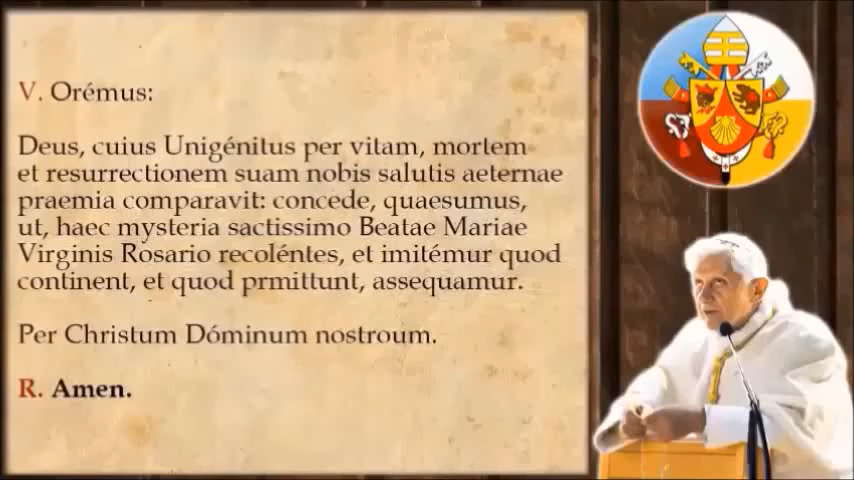 V. Orémus:
Deus, cuius Unigénitus per vitam, mortem
et resurrectionem suam nobis salutis aeternae
praemia comparavit: concede, quaesumus,
ut, haec mysteria sactissimo Beatae Mariae
Virginis Rosario recoléntes, et imitémur quod
continent, et quod prmittunt, assequamur.
Per Christum Dóminum nostroum.
R. Amen.